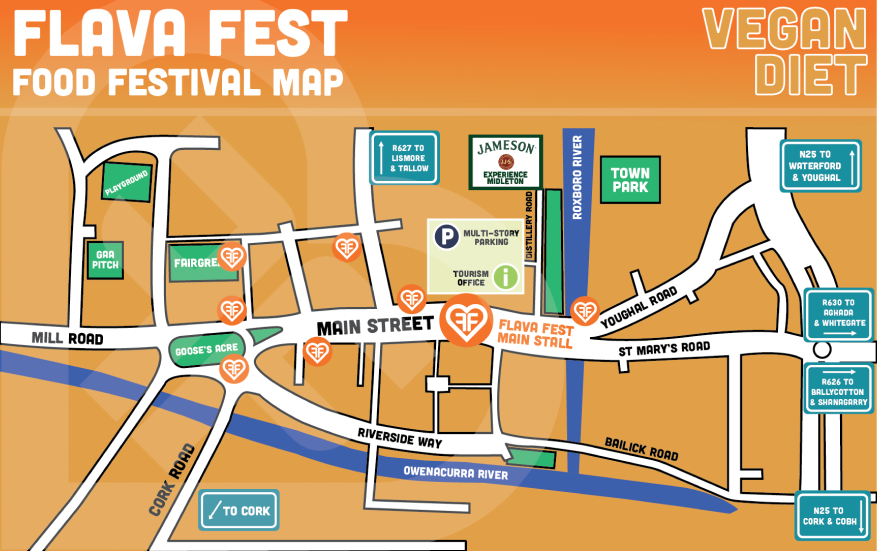 FLAVA FEST
FOOD FESTIVAL MAP
VEGAN
DIET
R627 TO
LISMORE
& TALLOW
JAMESON
JJ&S
EXPERIENCE
MIDLETON
ROXBORO RIVER
TOWN
PARK
N25 TO
WATERFORD
& YOUGHAL
PLAYGROUND
DISTILLERY ROAD
P
MULTI-STORY
PARKING
TOURISM
OFFICE
i
GAA
PITCH
FAIRGRE
MILL ROAD
GOOSE'S ACRE
MAIN STREET
FLAVA FEST
MAIN STALL
YOUGHAL ROAD
ST MARY'S ROAD
R630 TO
AGHADA
& WHITEGATE
R626 TO
BALLYCOTTON
& SHANAGARRY
RIVERSIDE WAY
BAILICK ROAD
OWENACURRA RIVER
CORK ROAD
TO CORK
N25 TO
CORK & COBH